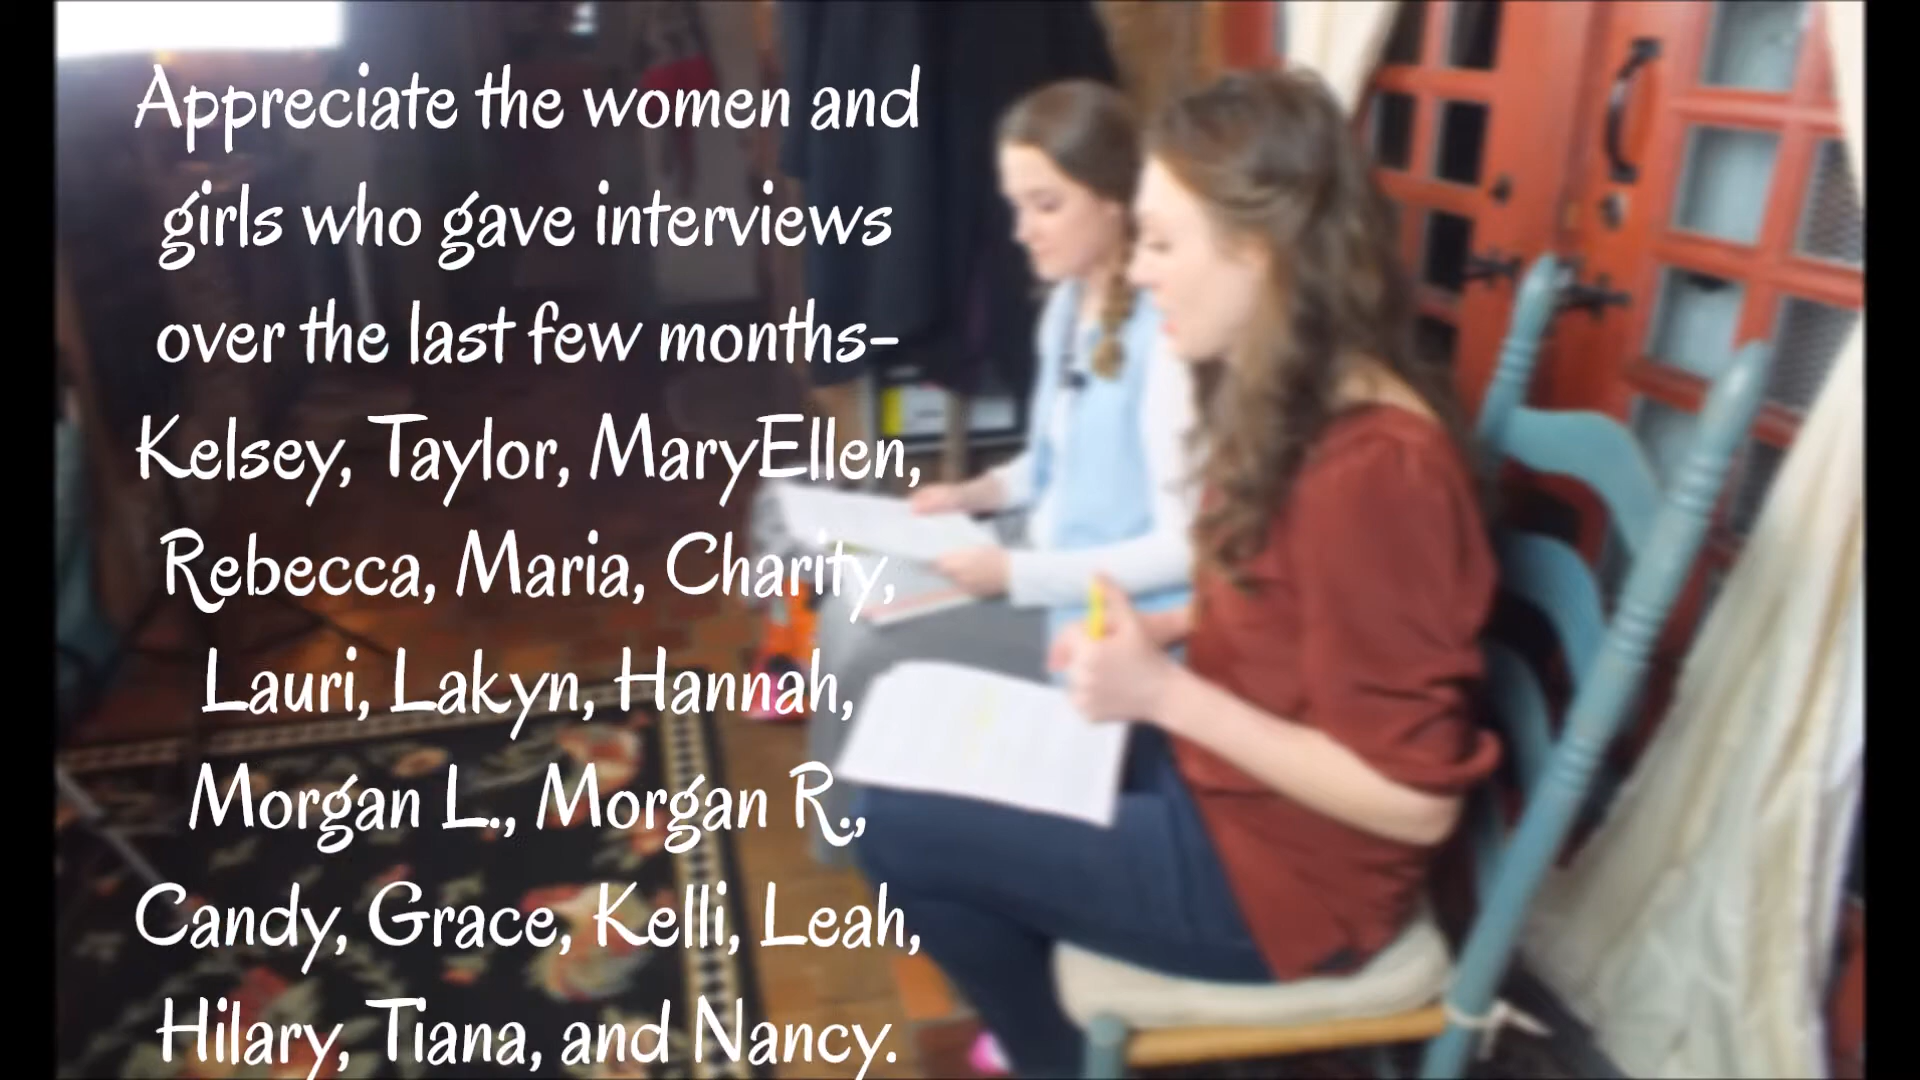 Appreciate the women and
girls who gave interviews
over the last few months-
Kelsey, Taylor, MaryEllen,
Rebecca, Maria, Charity,
Lauri, Lakyn, Hannah,
Morgan L., Morgan R.,
Candy, Grace, Kelli, Leah,
Hilary, Tiana, and Nancy.